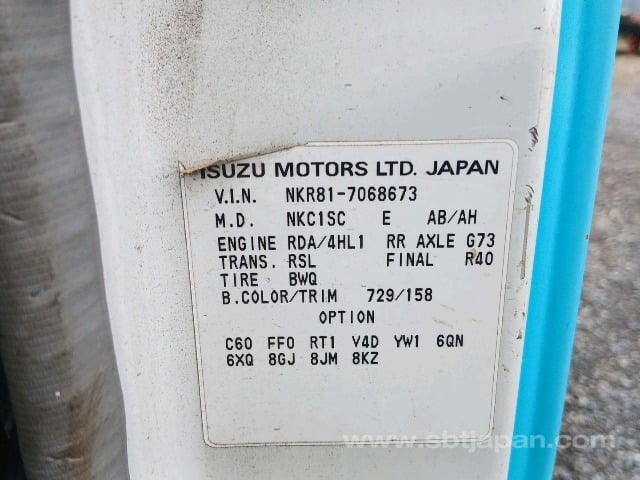 ISUZU MOTORS LTD. JAPAN
V.I.N. NKR81-7068673
M.D. NKC1SC E AB/AH
ENGINE RDA/4HL1 RR AXLE G73
TRANS. RSL FINAL R40
TIRE BWQ
B.COLOR/TRIM 729/158
OPTION
C60 FF0 RT1 V4D YW1 6QN
6XQ 8GJ 8JM 8KZ
www.sbtjapan.com